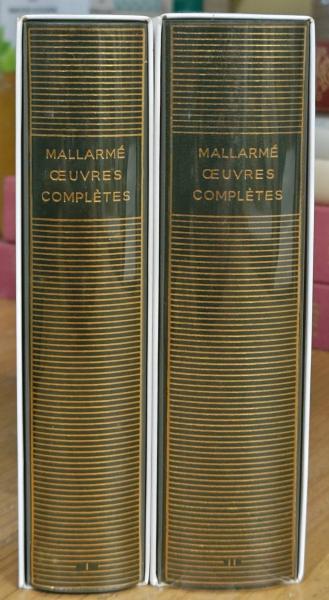 MALLARMÉ
ŒUVRES
COMPLÈTES
I
MALLARMÉ
ŒUVRES
COMPLÈTES
II